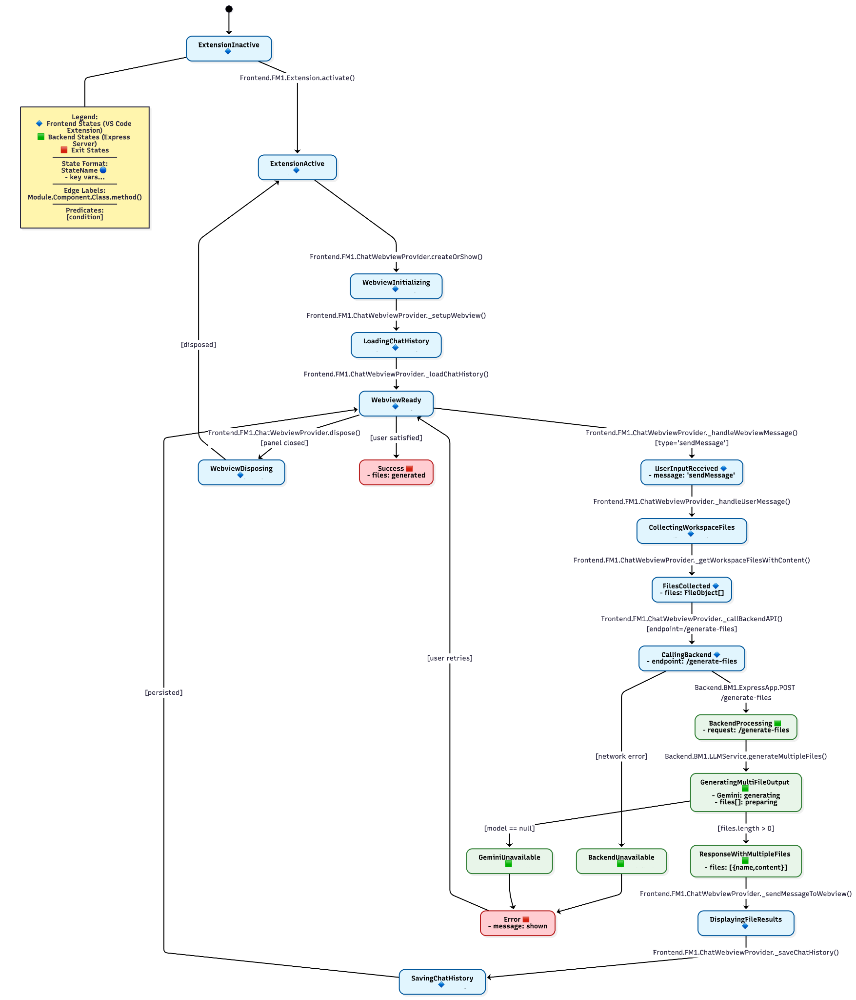 ExtensionInactive
Frontend.FM1.Extension.activate()
Legend:
Frontend States (VS Code
Extension)
Backend States (Express
Server)
Exit States
State Format:
StateName
- key vars...
Edge Labels:
Module.Component.Class.method()
Predicates:
[condition]
ExtensionActive
Frontend.FM1.ChatWebviewProvider.createOrShow()
WebviewInitializing
Frontend.FM1.ChatWebviewProvider._setupWebview()
LoadingChatHistory
[disposed]
Frontend.FM1.ChatWebviewProvider._loadChatHistory()
WebviewReady
Frontend.FM1.ChatWebviewProvider.dispose()
[panel closed]
[user satisfied]
Frontend.FM1.ChatWebviewProvider._handleWebviewMessage()
[type='sendMessage']
WebviewDisposing
Success
- files: generated
UserInputReceived
- message: 'sendMessage'
Frontend.FM1.ChatWebviewProvider._handleUserMessage()
CollectingWorkspaceFiles
Frontend.FM1.ChatWebviewProvider._getWorkspaceFilesWithContent()
FilesCollected
- files: FileObject[]
Frontend.FM1.ChatWebviewProvider._callBackendAPI()
[endpoint=/generate-files]
[user retries]
CallingBackend
- endpoint: /generate-files
[persisted]
Backend.BM1.ExpressApp.POST
/generate-files
BackendProcessing
- request: /generate-files
[network error]
Backend.BM1.LLMService.generateMultipleFiles()
GeneratingMultiFileOutput
- Gemini: generating
- files[]: preparing
[model == null]
[files.length > 0]
GeminiUnavailable
BackendUnavailable
ResponseWithMultipleFiles
- files: [{name,content}]
Frontend.FM1.ChatWebviewProvider._sendMessageToWebview()
Error
- message: shown
DisplayingFileResults
Frontend.FM1.ChatWebviewProvider._saveChatHistory()
SavingChatHistory